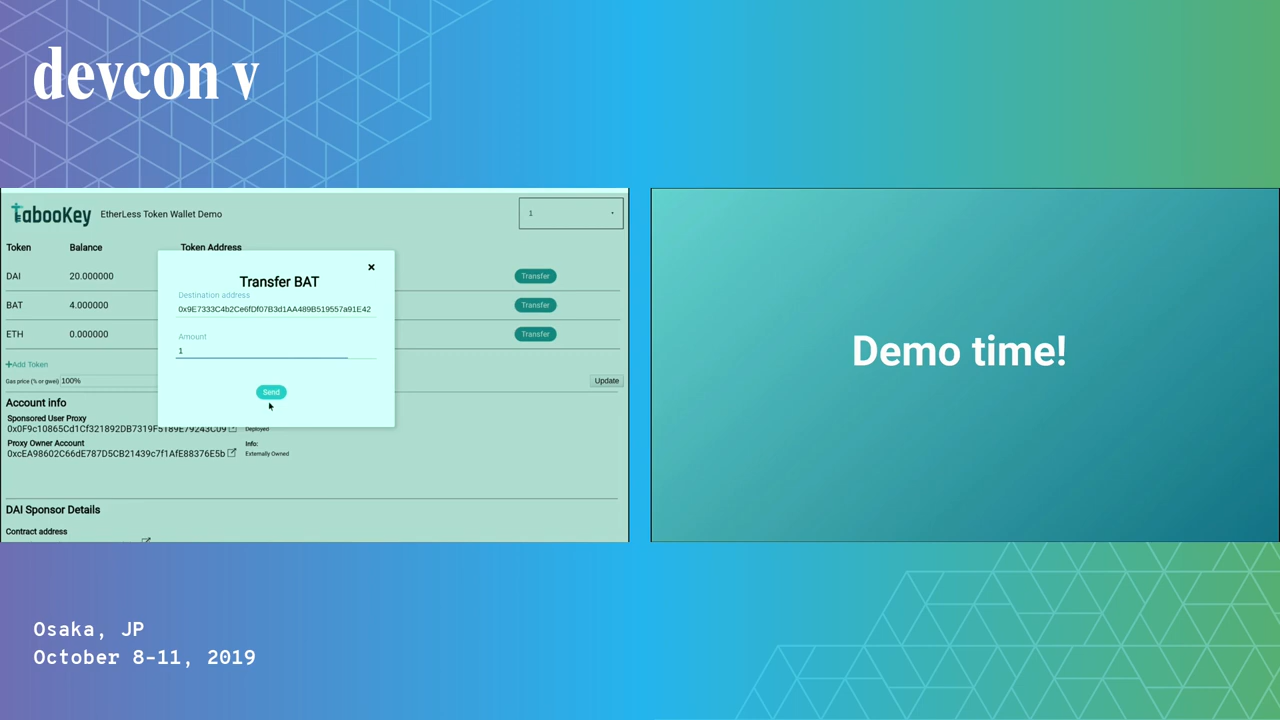 devcon v
TabooKey
EtherLess Token Wallet Demo
1
Token Balance Token Address
DAI 20.000000 Transfer
BAT 4.000000 Transfer
ETH 0.000000 Transfer
+Add Token
Gas price (% or gwei) 100% Update
Transfer BAT
Destination address
0x9E7333C4b2Ce6fDf07B3d1AA489B519557a91E42
Amount
1
Send
Account info
Sponsored User Proxy
0x0F9c10865Cd1Cf321892DB7319F5189E79243C09 Deployed
Proxy Owner Account Info:
0xcEA98602C66dE787D5CB21439c7f1AfE88376E5b Externally Owned
DAI Sponsor Details
Contract address
Demo time!
Osaka, JP
October 8-11, 2019